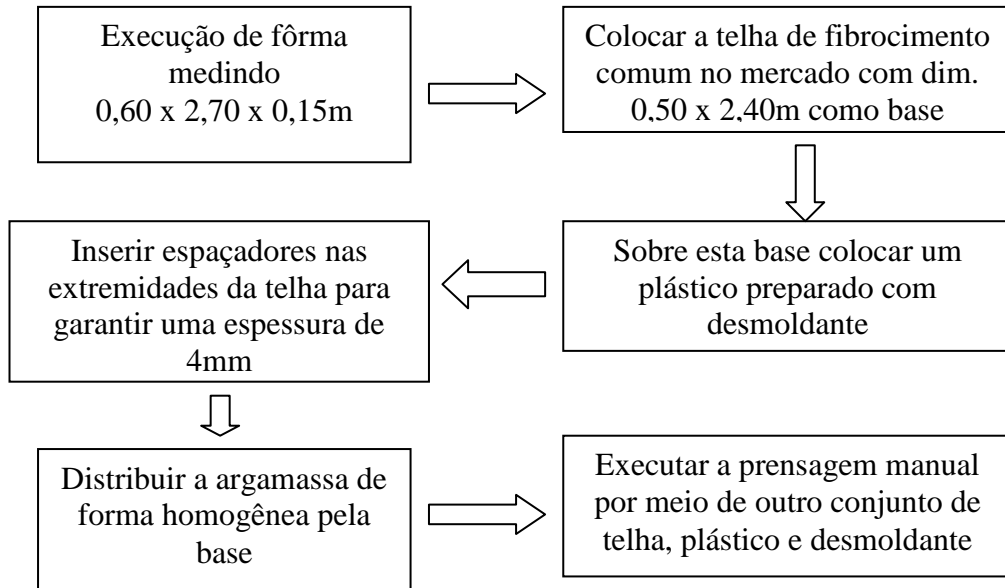 Execução de fôrma
medindo
0,60 x 2,70 x 0,15m
Colocar a telha de fibrocimento
comum no mercado com dim.
0,50 x 2,40m como base
Sobre esta base colocar um
plástico preparado com
desmoldante
Inserir espaçadores nas
extremidades da telha para
garantir uma espessura de
4mm
Distribuir a argamassa de
forma homogênea pela
base
Executar a prensagem manual
por meio de outro conjunto de
telha, plástico e desmoldante